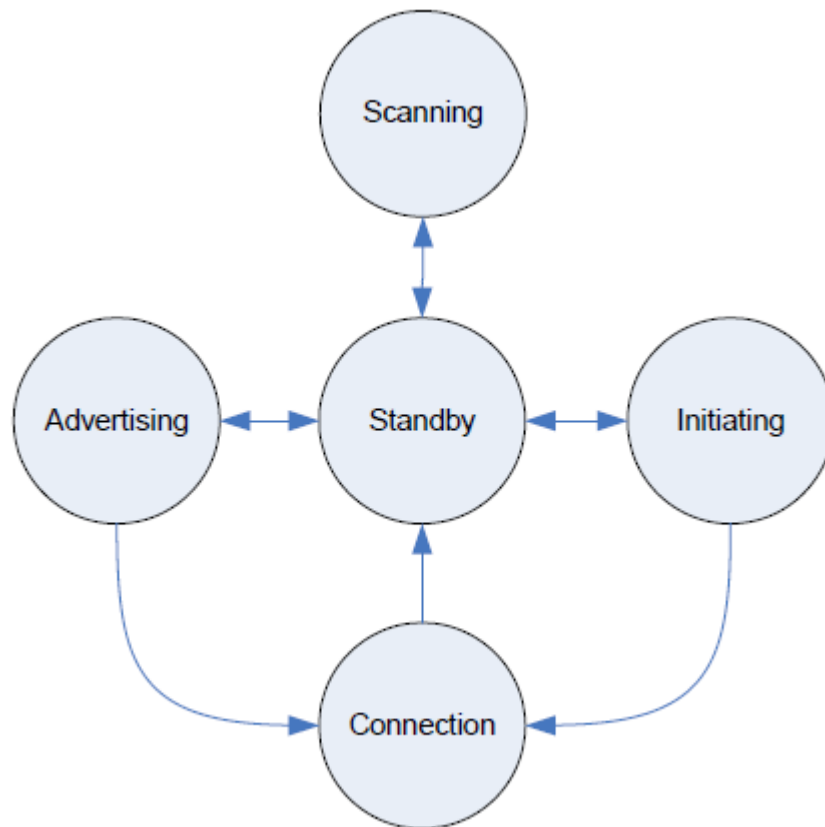 Scanning
Advertising
Standby
Initiating
Connection